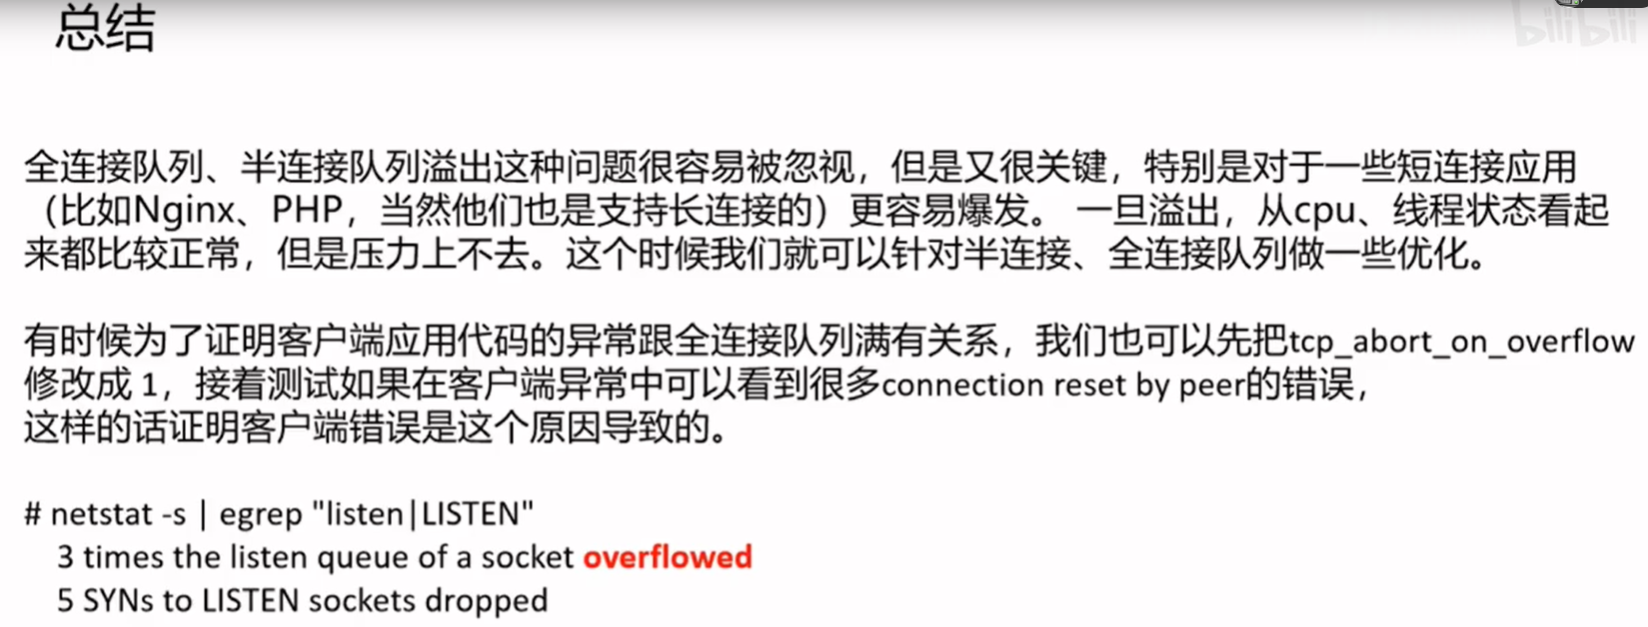 总结
bilibili
全连接队列、半连接队列溢出这种问题很容易被忽视，但是又很关键，特别是对于一些短连接应用
（比如Nginx、PHP，当然他们也是支持长连接的）更容易爆发。 一旦溢出，从cpu、线程状态看起
来都比较正常，但是压力上不去。这个时候我们就可以针对半连接、全连接队列做一些优化。
有时候为了证明客户端应用代码的异常跟全连接队列满有关系，我们也可以先把tcp_abort_on_overflow
修改成 1，接着测试如果在客户端异常中可以看到很多connection reset by peer的错误，
这样的话证明客户端错误是这个原因导致的。
# netstat -s | egrep "listen|LISTEN"
3 times the listen queue of a socket overflowed
5 SYNs to LISTEN sockets dropped